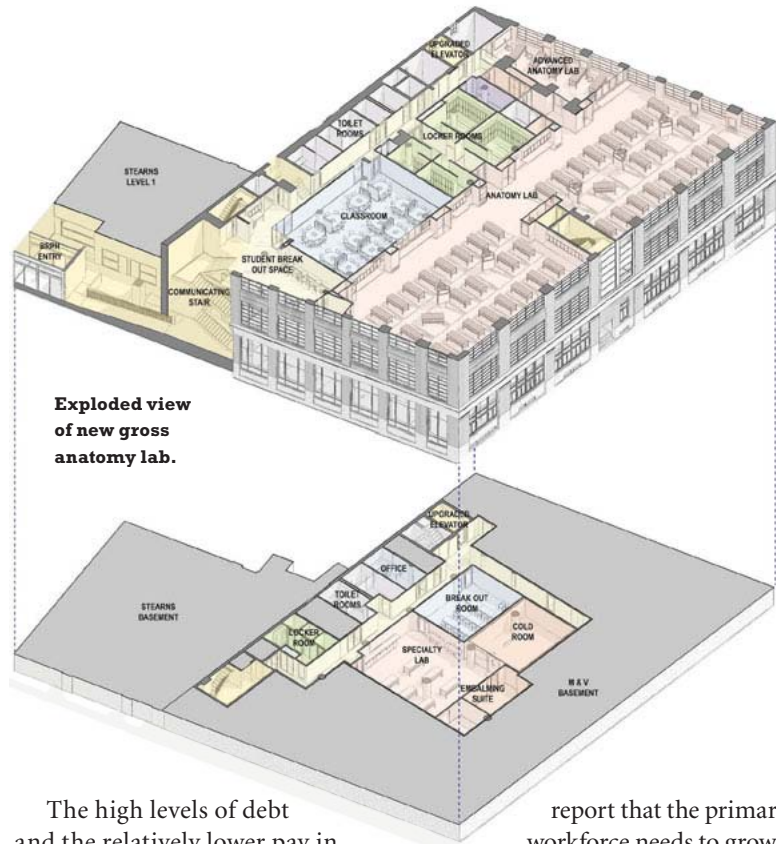 UPGRADED
ELEVATOR
ADVANCED
ANATOMY LAB
TOILET
ROOMS
LOCKER ROOMS
STEARNS
LEVEL 1
ANATOMY LAB
CLASSROOM
STUDENT BREAK
OUT SPACE
ENTRY
COMMUNICATING
STAIR
Exploded view
of new gross
anatomy lab.
UPGRADED
ELEVATOR
OFFICE
TOILET
ROOMS
BREAK OUT
ROOM
STEARNS
BASEMENT
LOCKER
ROOM
COLD
ROOM
SPECIALTY
LAB
EMBALMING
SUITE
M & V
BASEMENT
The high levels of debt
and the relatively lower pay in
report that the primar
workforce needs to grow